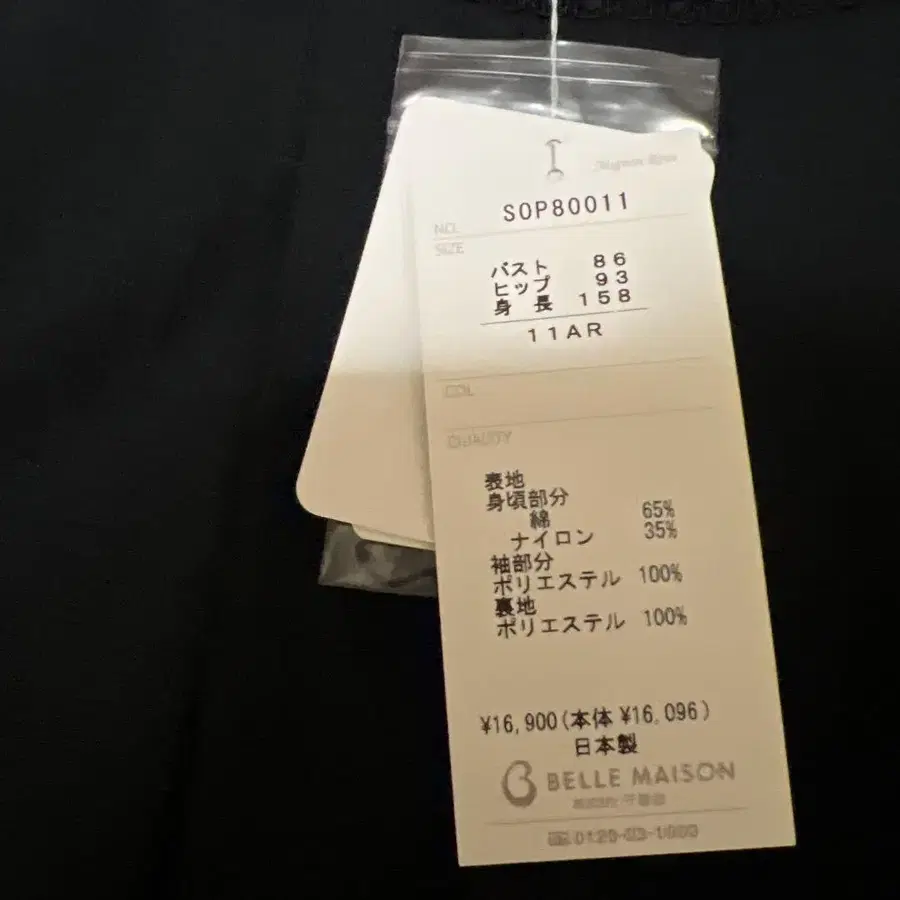 NO.
SOP80011
SIZE
バスト 86
ヒップ 93
身長 158
11AR
COL
QUALITY
表地
身頃部分
綿 65%
ナイロン 35%
袖部分
ポリエステル 100%
裏地
ポリエステル 100%
¥16,900(本体 ¥16,096)
日本製
BELLE MAISON